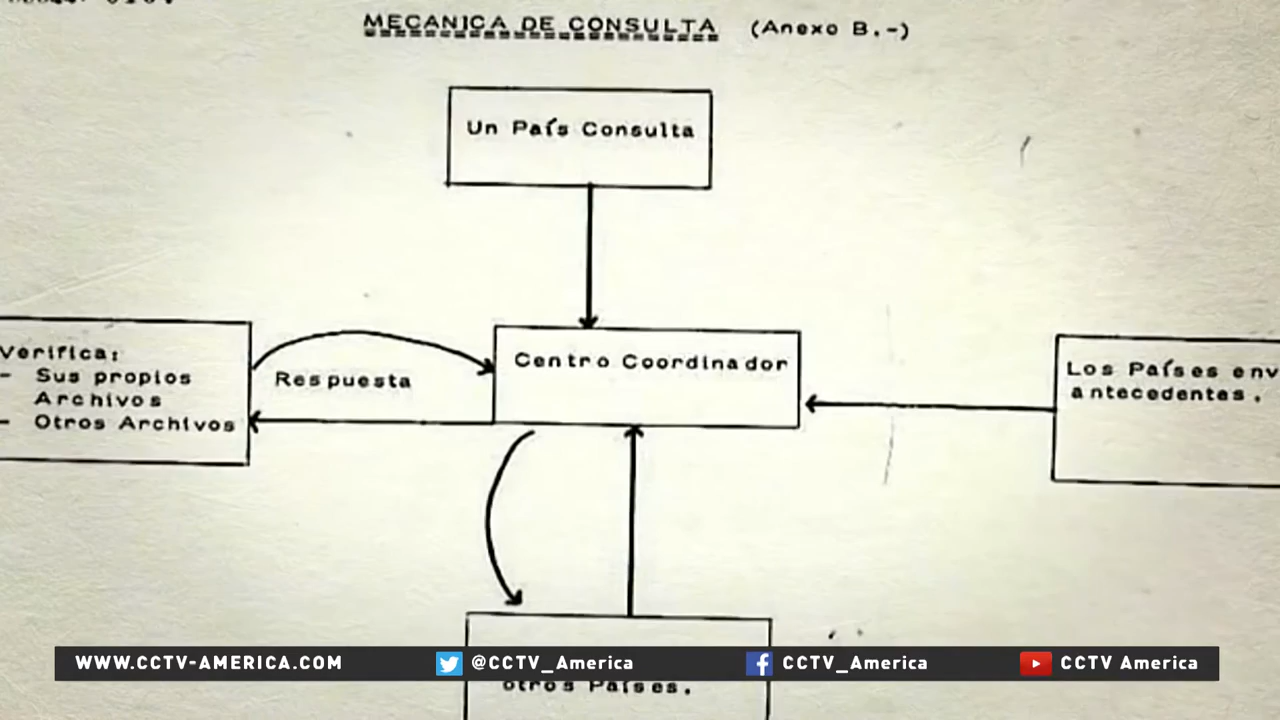 MECANICA DE CONSULTA (Anexo B.-)
Un País Consulta
Verifica:
- Sus propios
Archivos
- Otros Archivos
Respuesta
Centro Coordinador
Los Países env
antecedentes.
otros Países.
WWW.CCTV-AMERICA.COM @CCTV_America CCTV_America CCTV America